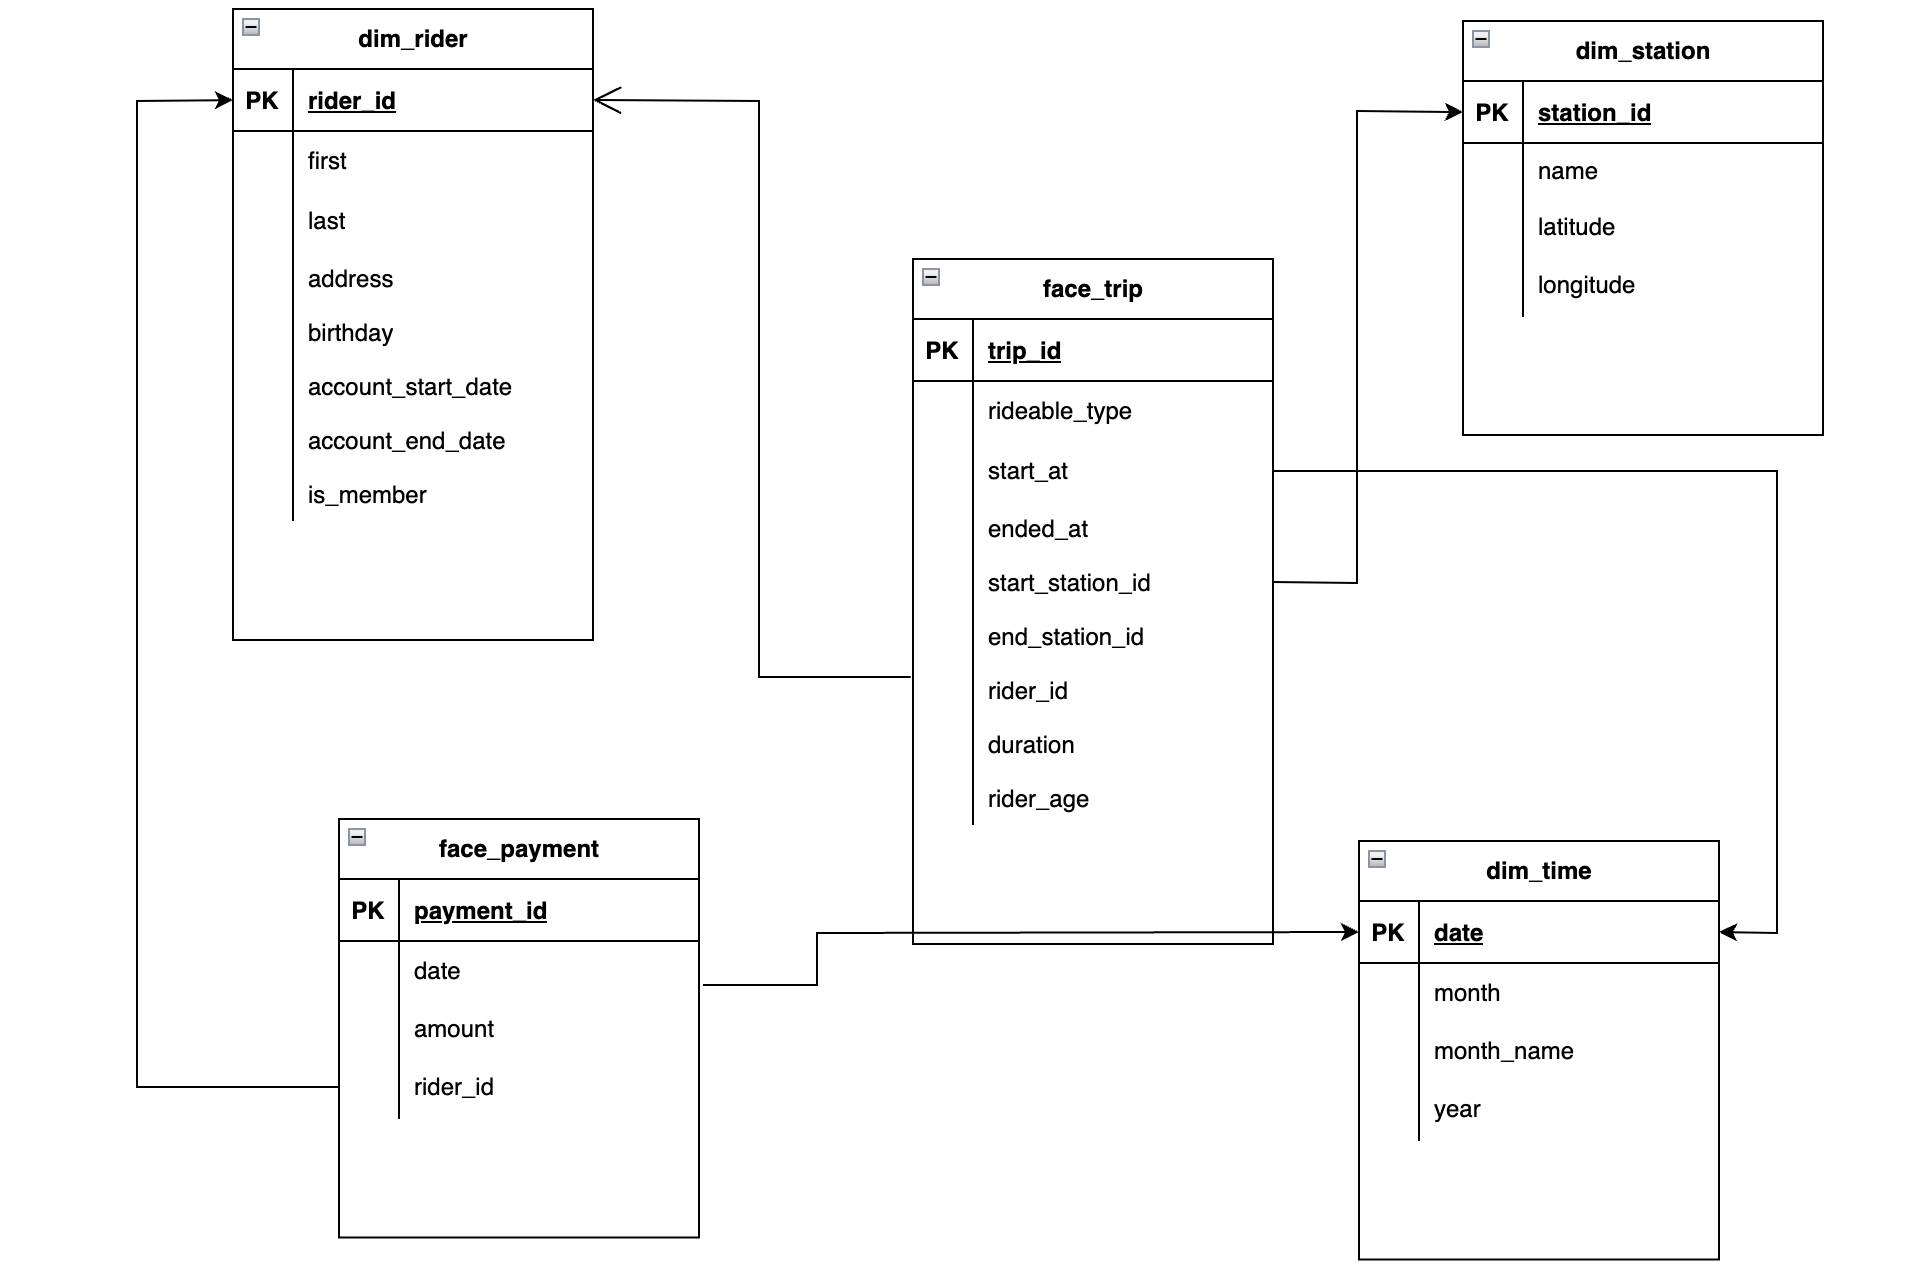 dim_rider
PK rider_id
first
last
address
birthday
account_start_date
account_end_date
is_member
dim_station
PK station_id
name
latitude
longitude
face_trip
PK trip_id
rideable_type
start_at
ended_at
start_station_id
end_station_id
rider_id
duration
rider_age
face_payment
PK payment_id
date
amount
rider_id
dim_time
PK date
month
month_name
year